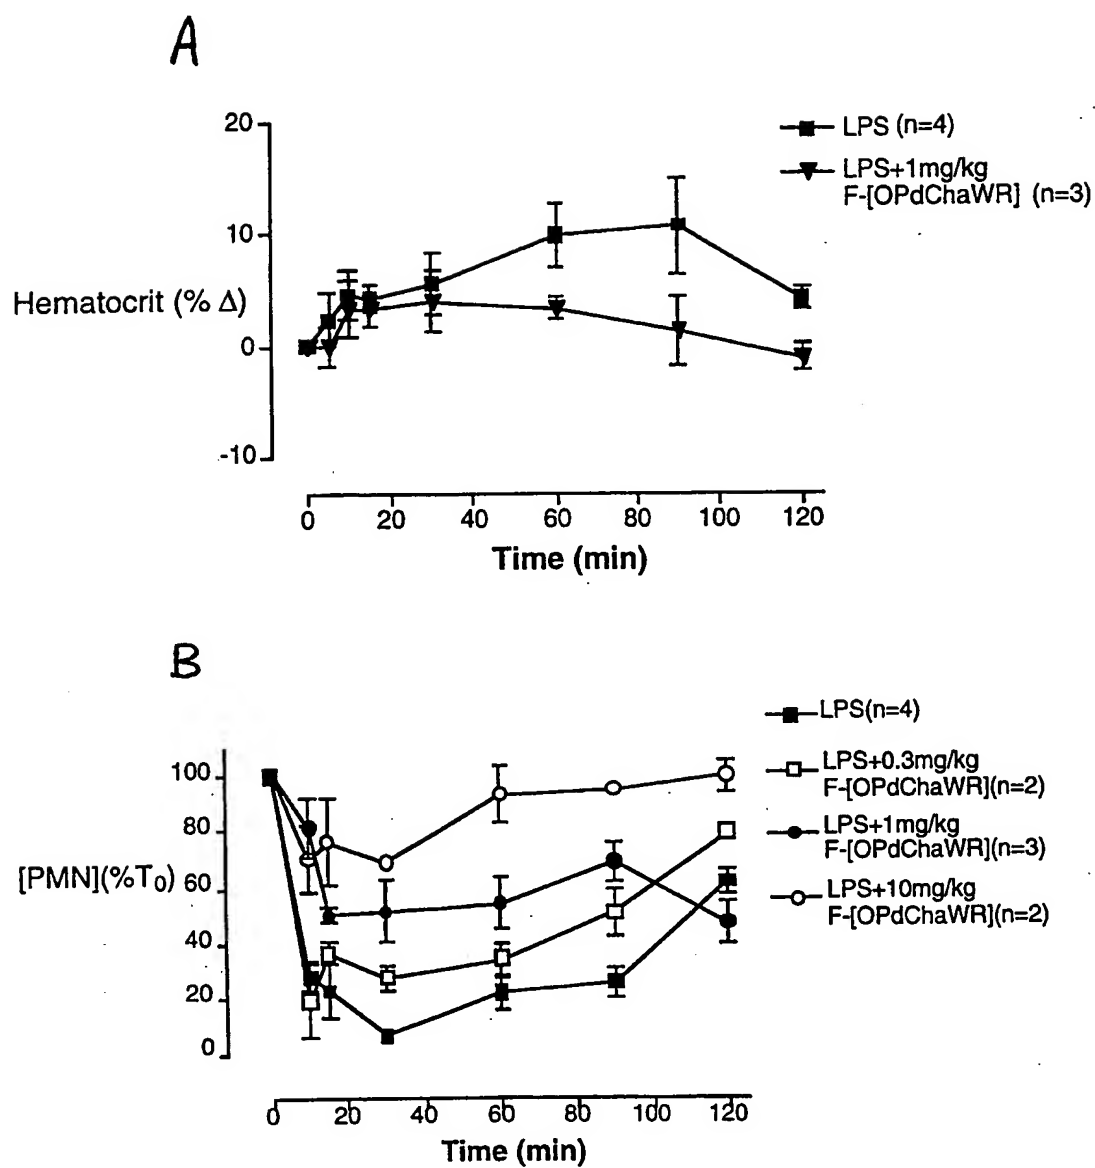 A
20
10
0
-10
Hematocrit (% Δ)
LPS (n=4)
LPS+1mg/kg
F-[OPdChaWR] (n=3)
0 20 40 60 80 100 120
Time (min)
B
100
80
60
40
20
0
[PMN](%T0)
LPS(n=4)
LPS+0.3mg/kg
F-[OPdChaWR](n=2)
LPS+1mg/kg
F-[OPdChaWR](n=3)
LPS+10mg/kg
F-[OPdChaWR](n=2)
0 20 40 60 80 100 120
Time (min)